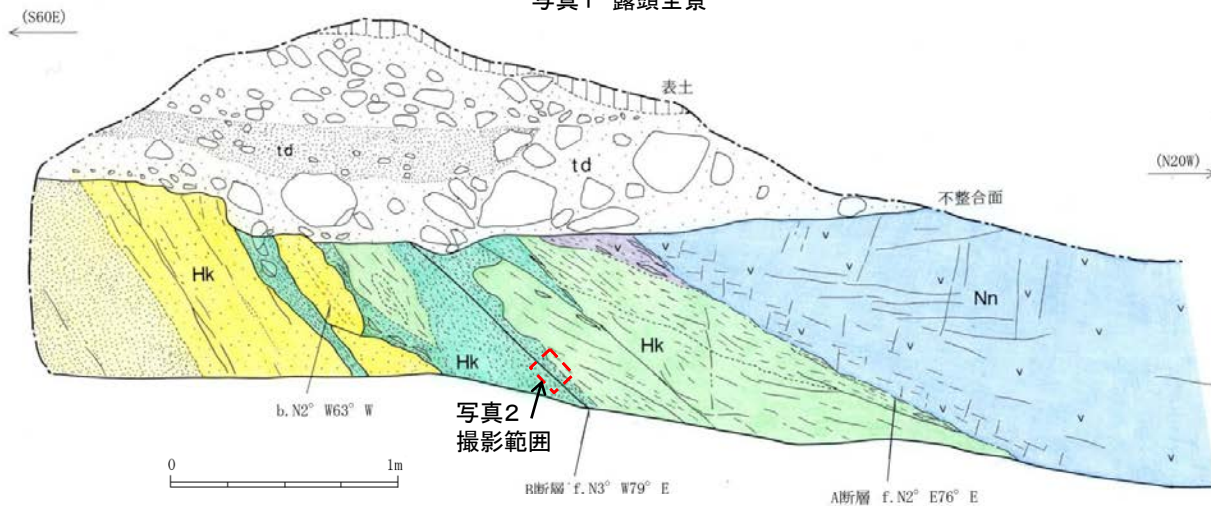 写真1 露頭全景
(S60E)
表土
td
td
(N20W)
不整合面
Hk
Nn
Hk
Hk
b. N2° W63° W
写真2
撮影範囲
0 1m
B断層 f. N3° W79° E
A断層 f. N2° E76° E